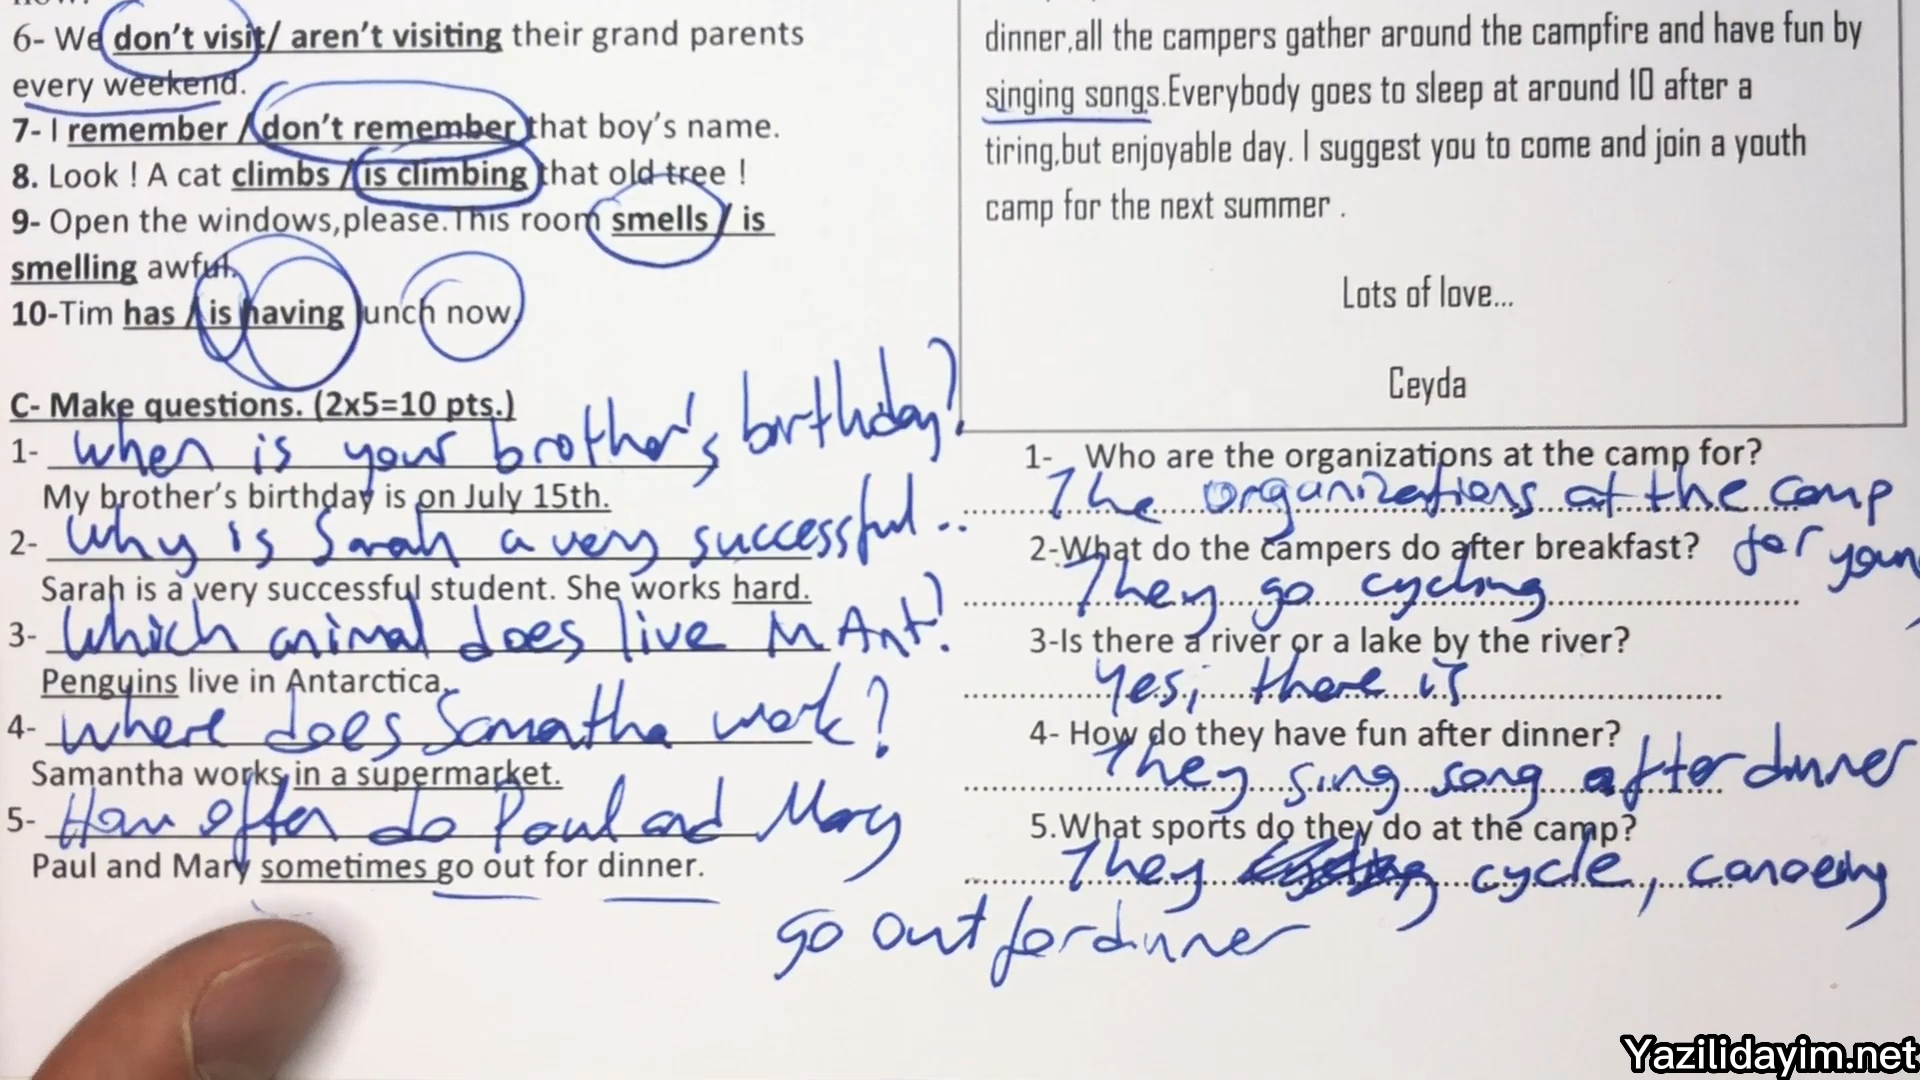 6- We don't visit/ aren't visiting their grand parents
every weekend.
7- I remember / don't remember that boy's name.
8. Look ! A cat climbs / is climbing that old tree !
9- Open the windows,please.This room smells / is
smelling awful.
10-Tim has / is having lunch now
C- Make questions. (2x5=10 pts.)
1- When is your brother's birthday?
My brother's birthday is on July 15th.
2- Why is Sarah a very successful ..
Sarah is a very successful student. She works hard.
3- Which animal does live in Ant?
Penguins live in Antarctica.
4- Where does Samatha work?
Samantha works in a supermarket.
5- How often do Paul and Mary
Paul and Mary sometimes go out for dinner.
go out for dinner
dinner,all the campers gather around the campfire and have fun by
singing songs.Everybody goes to sleep at around 10 after a
tiring,but enjoyable day. I suggest you to come and join a youth
camp for the next summer .
Lots of love...
Ceyda
1- Who are the organizations at the camp for?
The organizations at the camp
for youn
2-What do the campers do after breakfast?
They go cycling
3-Is there a river or a lake by the river?
Yes, there is
4- How do they have fun after dinner?
They sing song after dinner
5.What sports do they do at the camp?
They cycle, canoeing
Yazilidayim.net